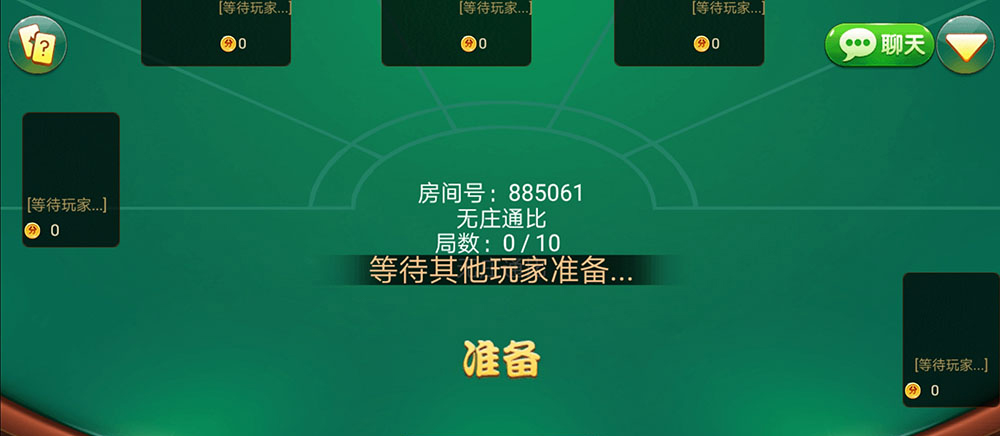 [等待玩家...]
分 0
[等待玩家...]
分 0
[等待玩家...]
分 0
?
聊天
[等待玩家...]
分 0
房间号：885061
无庄通比
局数：0 / 10
等待其他玩家准备...
准备
[等待玩家...]
分 0